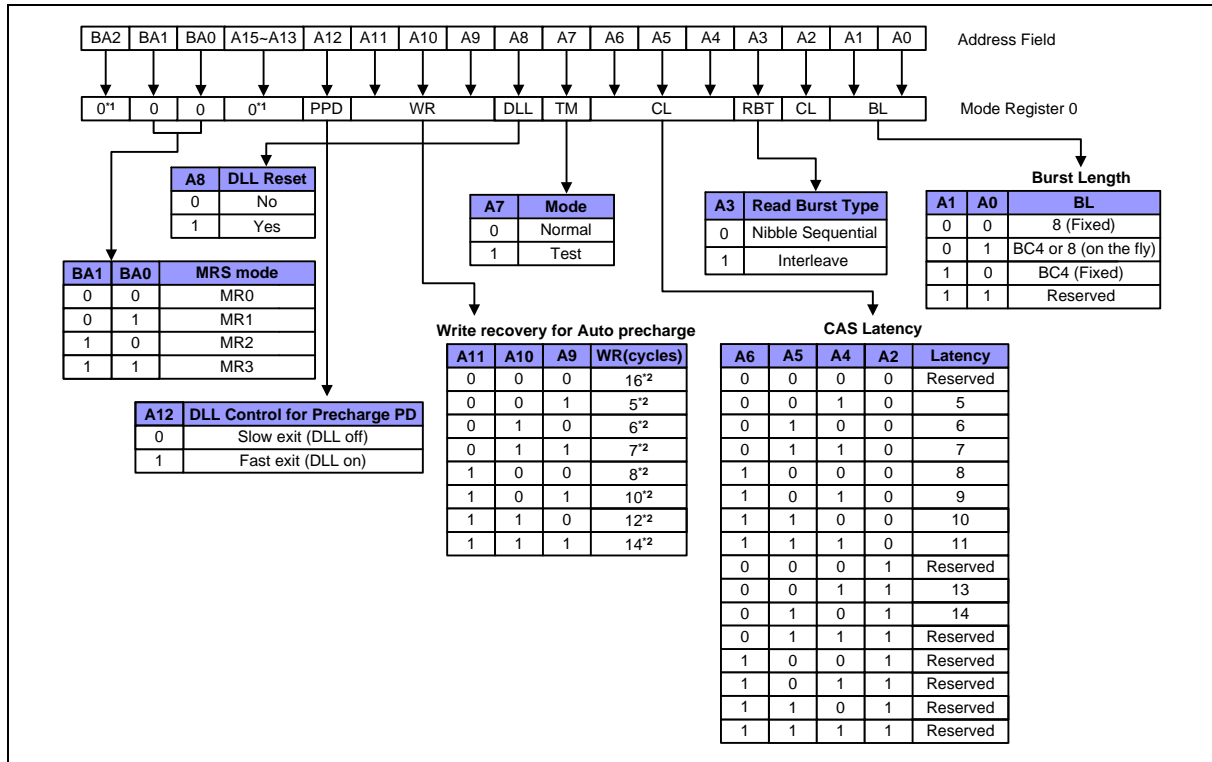 BA2 BA1 BA0 A15~A13 A12 A11 A10 A9 A8 A7 A6 A5 A4 A3 A2 A1 A0 Address Field
0*1 0 0 0*1 PPD WR DLL TM CL RBT CL BL Mode Register 0
A8 DLL Reset
0 No
1 Yes
A7 Mode
0 Normal
1 Test
A3 Read Burst Type
0 Nibble Sequential
1 Interleave
Burst Length
A1 A0 BL
0 0 8 (Fixed)
0 1 BC4 or 8 (on the fly)
1 0 BC4 (Fixed)
1 1 Reserved
BA1 BA0 MRS mode
0 0 MR0
0 1 MR1
1 0 MR2
1 1 MR3
A12 DLL Control for Precharge PD
0 Slow exit (DLL off)
1 Fast exit (DLL on)
Write recovery for Auto precharge
A11 A10 A9 WR(cycles)
0 0 0 16*2
0 0 1 5*2
0 1 0 6*2
0 1 1 7*2
1 0 0 8*2
1 0 1 10*2
1 1 0 12*2
1 1 1 14*2
CAS Latency
A6 A5 A4 A2 Latency
0 0 0 0 Reserved
0 0 1 0 5
0 1 0 0 6
0 1 1 0 7
1 0 0 0 8
1 0 1 0 9
1 1 0 0 10
1 1 1 0 11
0 0 0 1 Reserved
0 0 1 1 13
0 1 0 1 14
0 1 1 1 Reserved
1 0 0 1 Reserved
1 0 1 1 Reserved
1 1 0 1 Reserved
1 1 1 1 Reserved